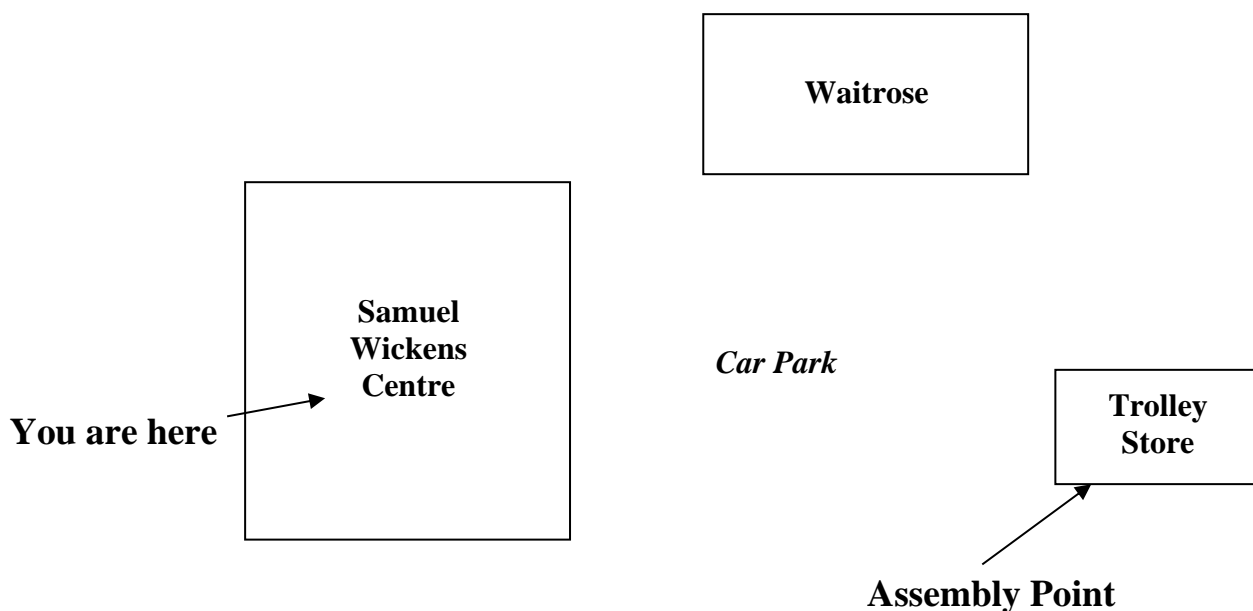 Waitrose
Samuel
Wickens
Centre
Car Park
You are here
Trolley
Store
Assembly Point